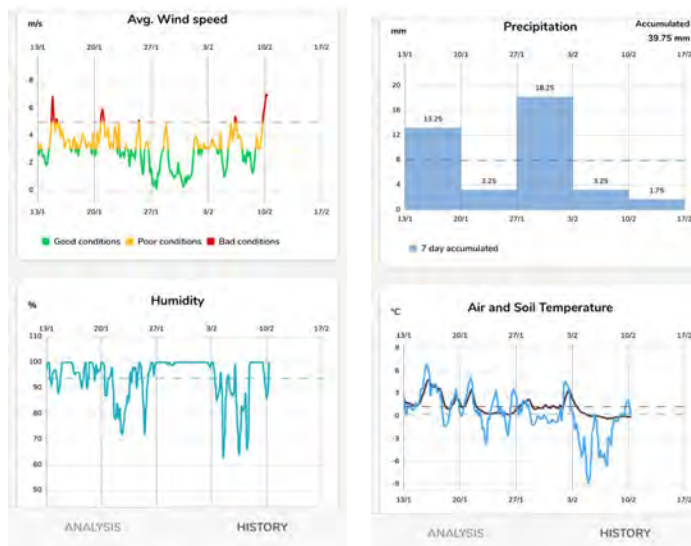 m/s
Avg. Wind speed
13/1 20/1 27/1 3/2 10/2 17/2
8
6
4
2
0
13/1 20/1 27/1 3/2 10/2 17/2
Good conditions Poor conditions Bad conditions
%
Humidity
13/1 20/1 27/1 3/2 10/2 17/2
110
100
90
80
70
60
50
ANALYSIS HISTORY
mm
Precipitation
Accumulated
39.75 mm
13/1 20/1 27/1 3/2 10/2 17/2
20
16
12
8
4
0
13.25
3.25
18.25
3.25
1.75
13/1 20/1 27/1 3/2 10/2 17/2
7 day accumulated
°C
Air and Soil Temperature
13/1 20/1 27/1 3/2 10/2 17/2
9
6
3
0
-3
-6
-9
13/1 20/1 27/1 3/2 10/2 17/2
ANALYSIS HISTORY